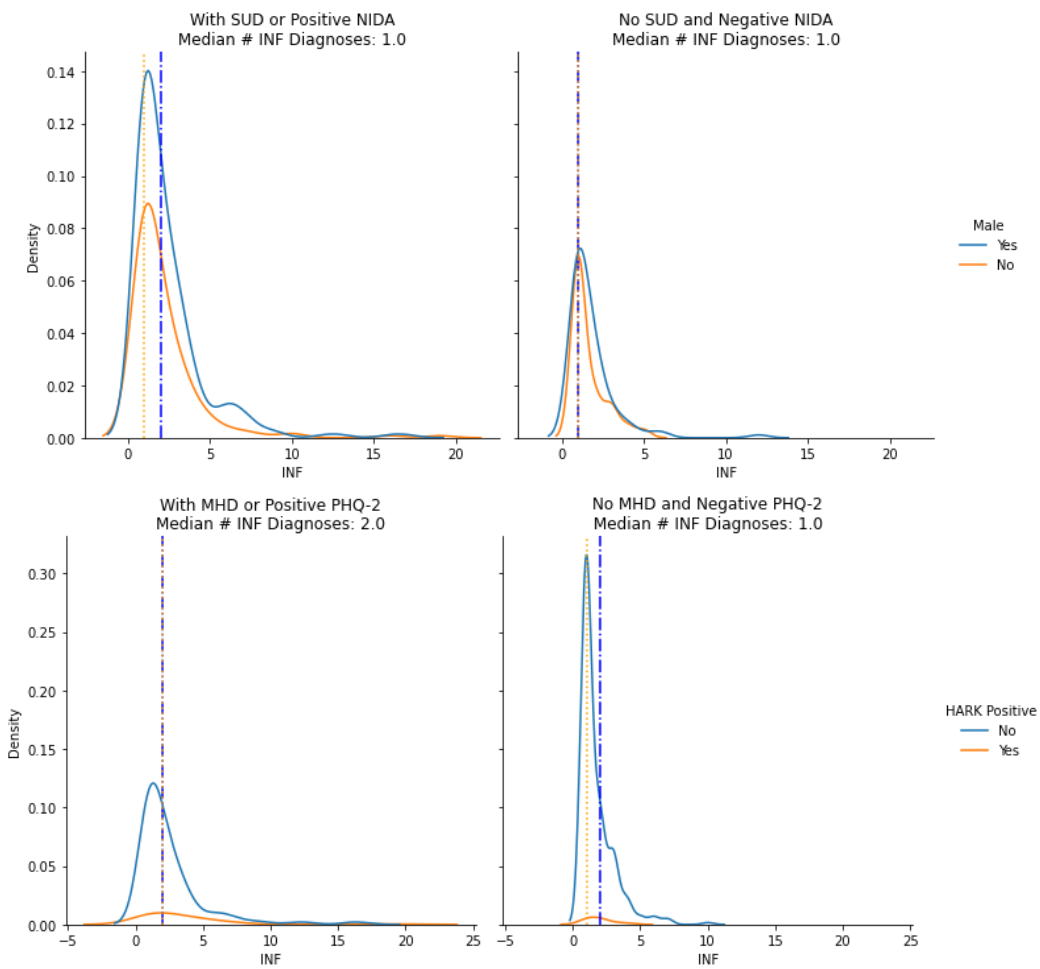 With SUD or Positive NIDA
Median # INF Diagnoses: 1.0
No SUD and Negative NIDA
Median # INF Diagnoses: 1.0
0.14
0.12
0.10
0.08
0.06
0.04
0.02
0.00
Density
0 5 10 15 20
INF
0 5 10 15 20
INF
Male
Yes
No
With MHD or Positive PHQ-2
Median # INF Diagnoses: 2.0
No MHD and Negative PHQ-2
Median # INF Diagnoses: 1.0
0.30
0.25
0.20
0.15
0.10
0.05
0.00
Density
−5 0 5 10 15 20 25
INF
−5 0 5 10 15 20 25
INF
HARK Positive
No
Yes